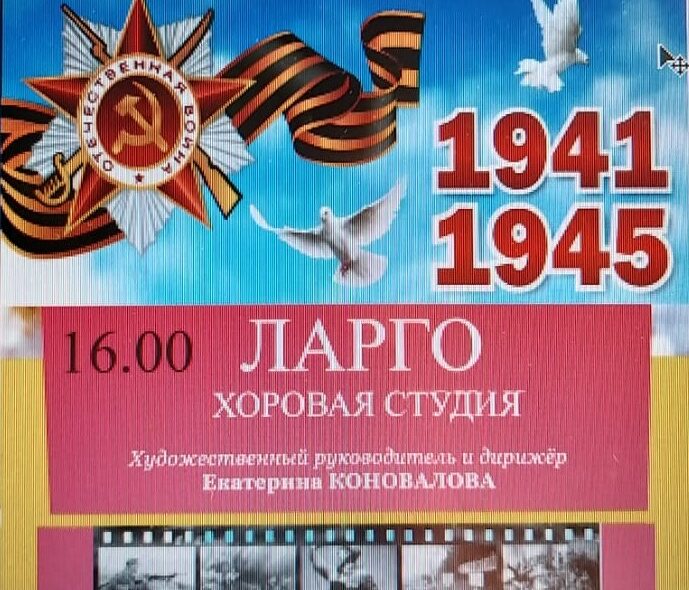 ОТЕЧЕСТВЕННАЯ ВОЙНА
1941
1945
16.00
ЛАРГО
ХОРОВАЯ СТУДИЯ
Художественный руководитель и дирижёр
Екатерина КОНОВАЛОВА